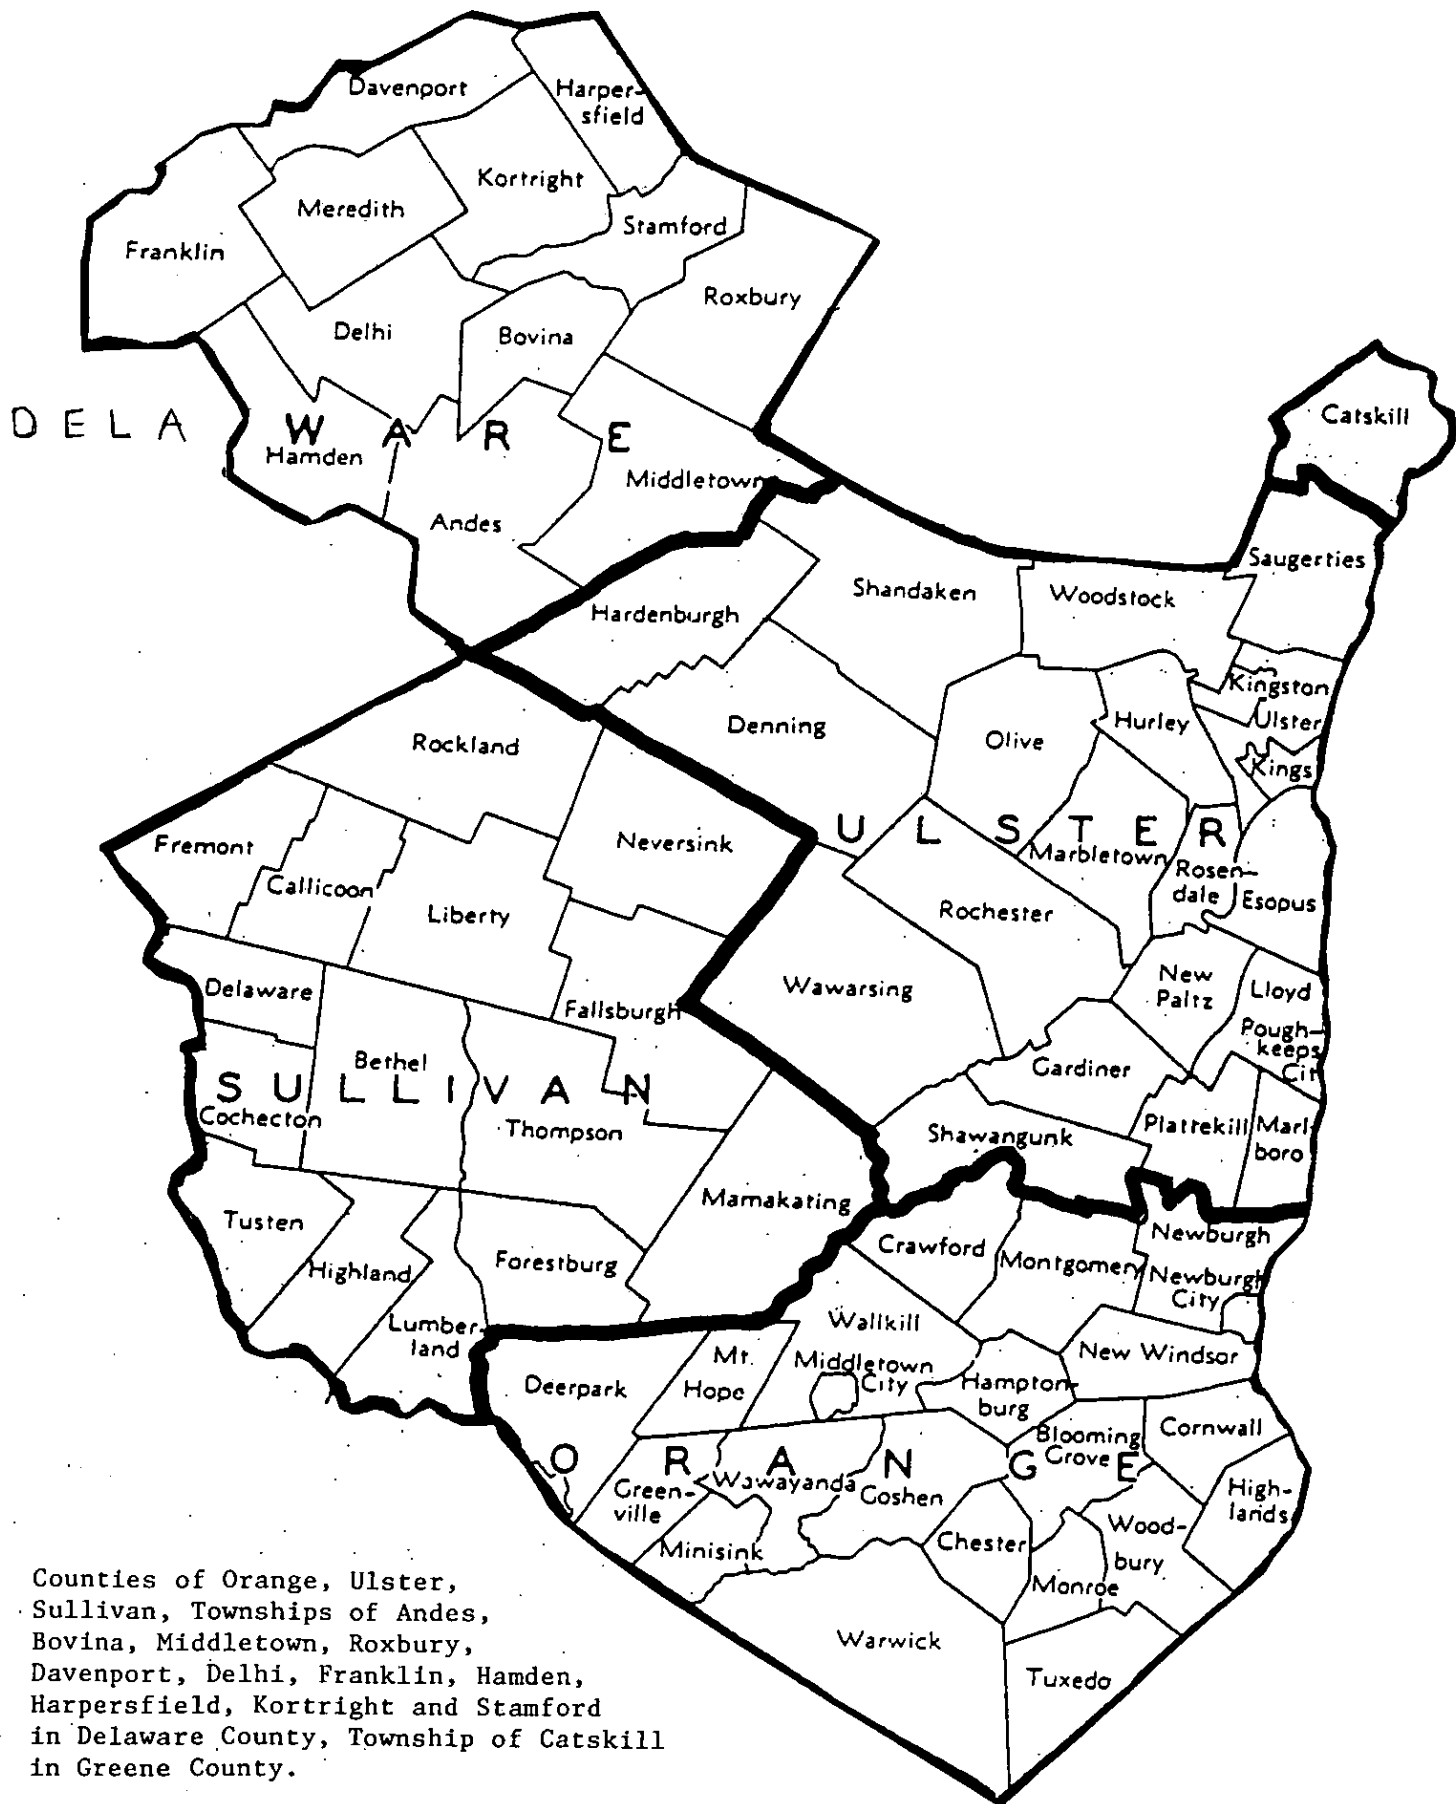 Davenport
Harper-
sfield
Kortright
Meredith
Stamford
Franklin
Roxbury
Delhi
Bovina
DELAWARE
Hamden
Middletown
Andes
Catskill
Saugerties
Shandaken
Woodstock
Hardenburgh
Kingston
Ulster
Hurley
Denning
Olive
Kings
Rockland
ULSTER
Neversink
Fremont
Marbletown
Callicoon
Rosen-
dale
Liberty
Rochester
Esopus
Delaware
Wawarsing
New
Paltz
Lloyd
Fallsburgh
Pough-
keeps
Cit
Bethel
Gardiner
SULLIVAN
Cochecton
Thompson
Shawangunk
Plattekill
Marl-
boro
Mamakating
Tusten
Newburgh
Crawford
Highland
Forestburg
Montgomery
Newburgh
City
Lumber-
land
Wallkill
Mt.
Hope
Middletown
City
New Windsor
Deerpark
Hampton-
burg
Cornwall
Blooming
Grove
ORANGE
Wawayanda
Goshen
Green-
ville
High-
lands
Wood-
bury
Minisink
Chester
Monroe
Warwick
Tuxedo
Counties of Orange, Ulster,
Sullivan, Townships of Andes,
Bovina, Middletown, Roxbury,
Davenport, Delhi, Franklin, Hamden,
Harpersfield, Kortright and Stamford
in Delaware County, Township of Catskill
in Greene County.